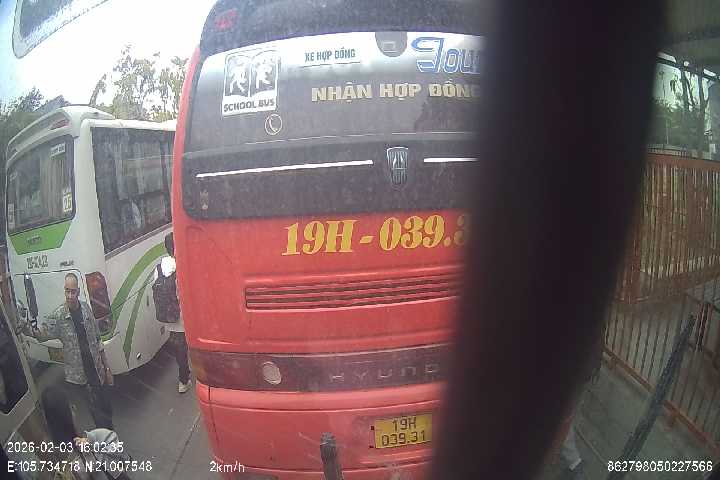 XE HỢP ĐỒNG
SCHOOL BUS
NHẬN HỢP ĐỒNG
19H-039.3
HYUND
19H
039.31
2026-02-03 16:02:35
E:105.734718 N:21.007548
2km/h
862798050227566